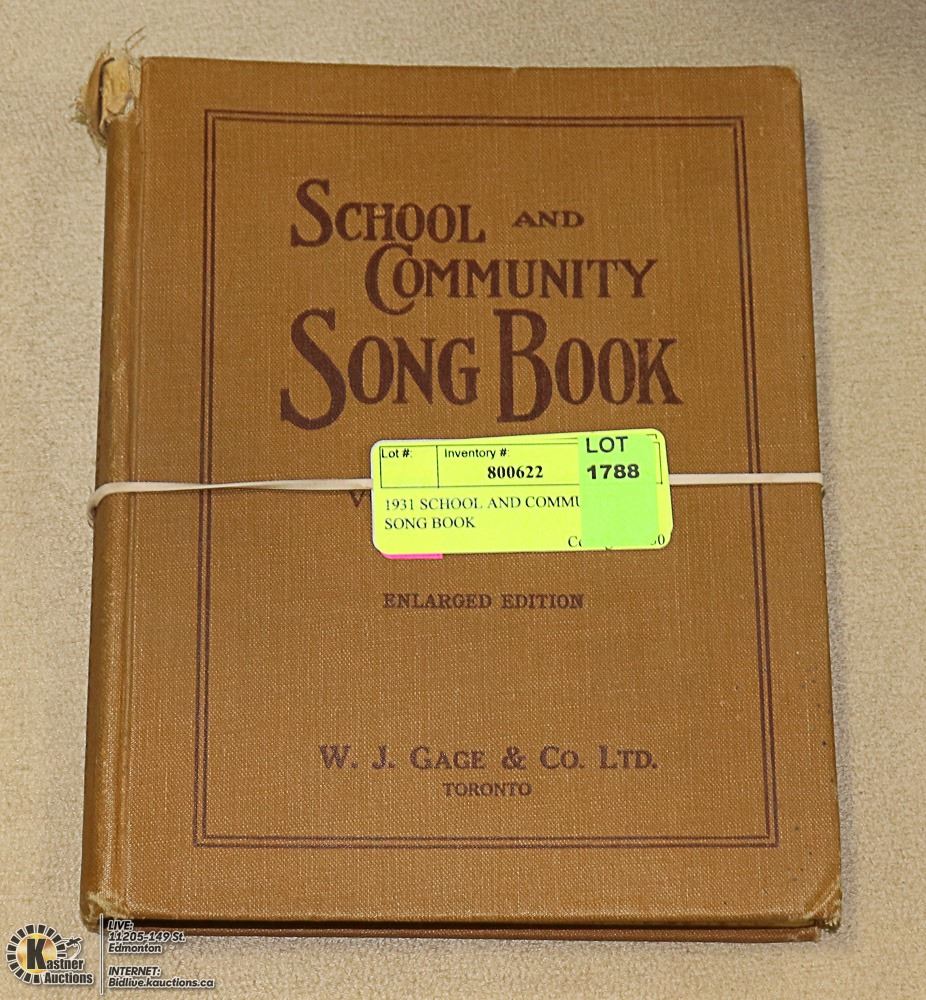 SCHOOL AND
COMMUNITY
SONG BOOK
Lot #: Inventory #:
800622
LOT
1788
1931 SCHOOL AND COMMU
SONG BOOK
ENLARGED EDITION
W. J. GAGE & CO. LTD.
TORONTO
Kastner
Auctions
LIVE:
11205-149 St.
Edmonton
INTERNET:
Bidlive.kauctions.ca